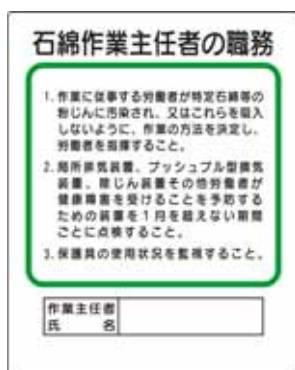 石綿作業主任者の職務
1. 作業に従事する労働者が特定石綿等の
粉じんに汚染され、又はこれらを吸入
しないように、作業の方法を決定し、
労働者を指揮すること。
2. 局所排気装置、プッシュプル型換気
装置、除じん装置その他労働者が
健康障害を受けることを予防する
ための装置を1月を超えない期間
ごとに点検すること。
3. 保護具の使用状況を監視すること。
作業主任者
氏 名